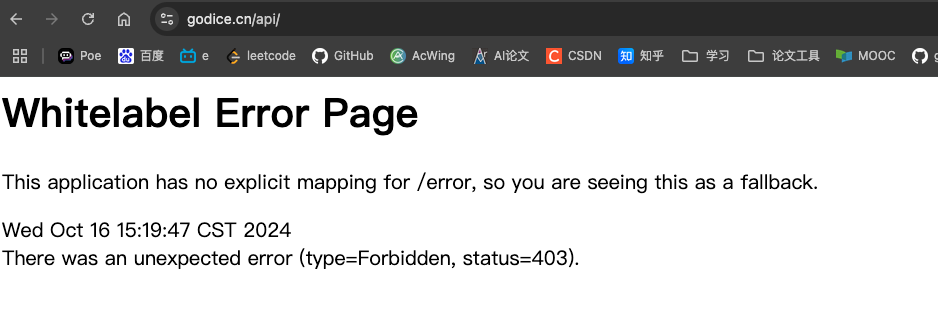 godice.cn/api/
Poe 百度 e leetcode GitHub AcWing AI论文 CSDN 知乎 学习 论文工具 MOOC g
Whitelabel Error Page
This application has no explicit mapping for /error, so you are seeing this as a fallback.
Wed Oct 16 15:19:47 CST 2024
There was an unexpected error (type=Forbidden, status=403).